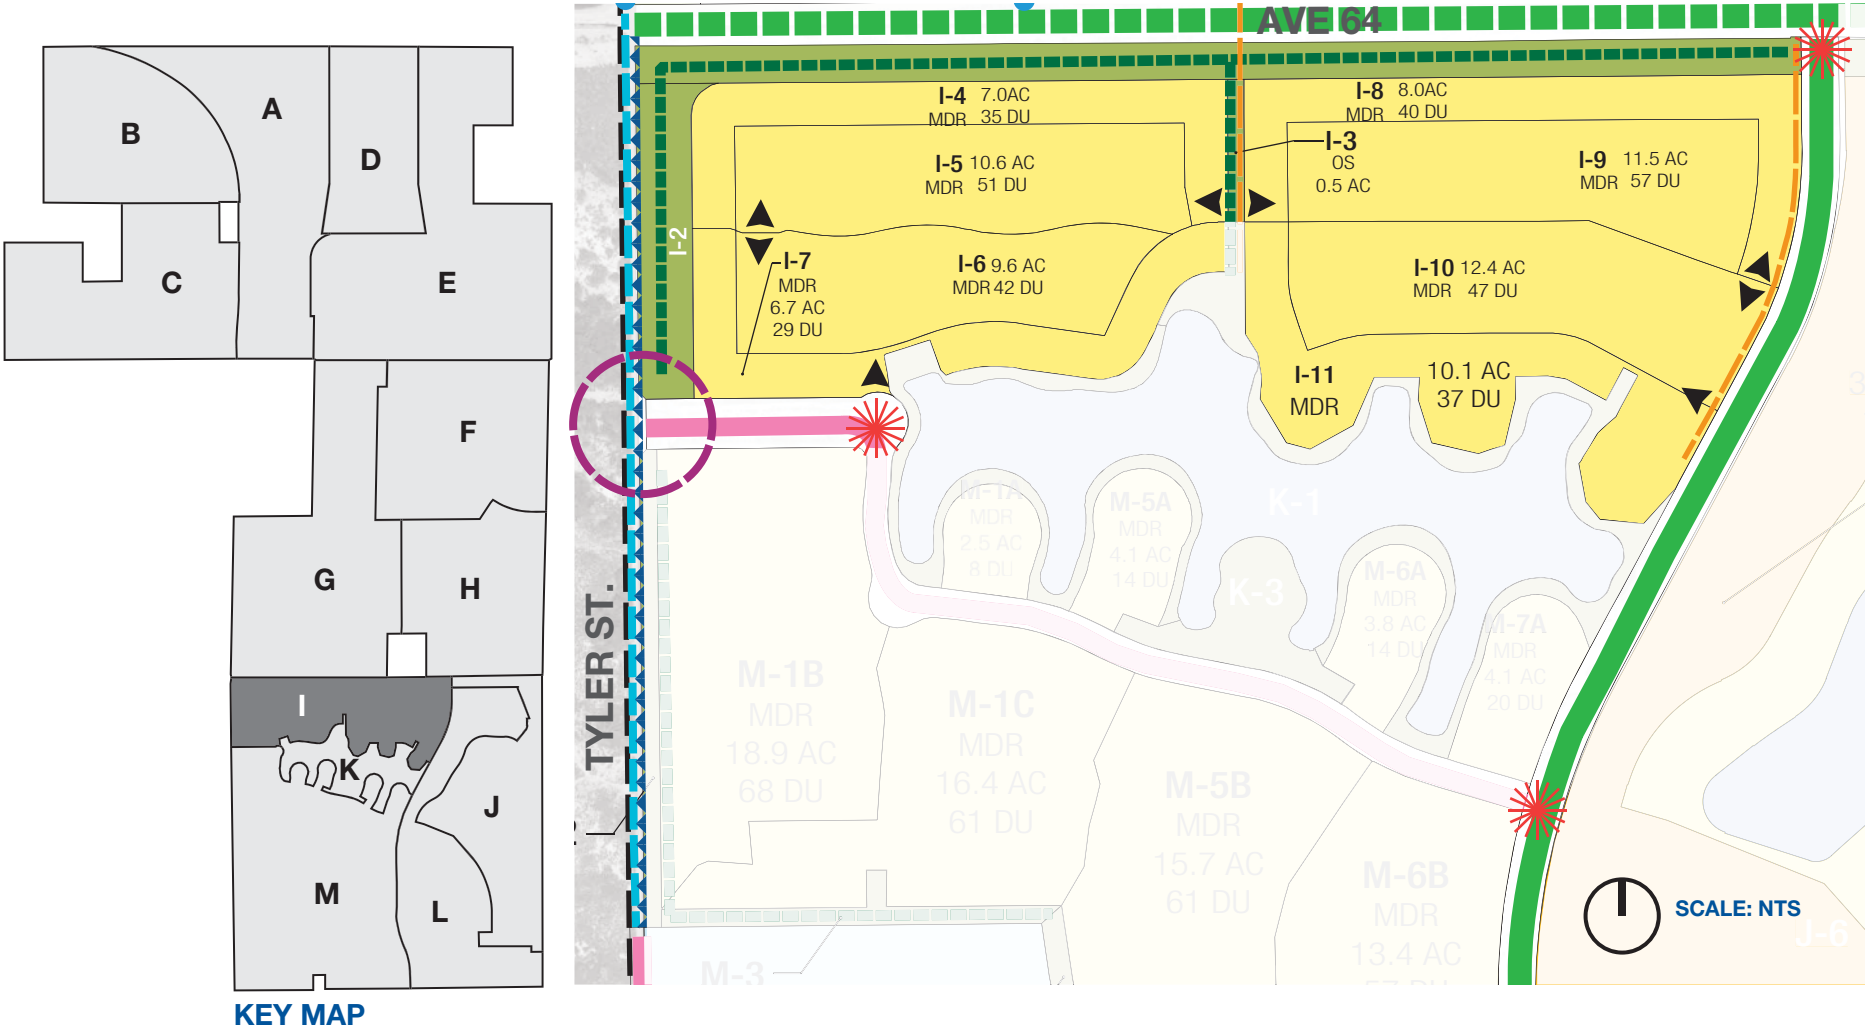 A
B
D
C
E
F
G
H
I
K
J
M
L
KEY MAP
AVE 64
TYLER ST.
I-4 7.0AC
MDR 35 DU
I-5 10.6 AC
MDR 51 DU
I-8 8.0AC
MDR 40 DU
I-3
OS
0.5 AC
I-9 11.5 AC
MDR 57 DU
I-2
I-7
MDR
6.7 AC
29 DU
I-6 9.6 AC
MDR 42 DU
I-10 12.4 AC
MDR 47 DU
I-11
MDR
10.1 AC
37 DU
M-1A
MDR
2.5 AC
8 DU
M-5A
MDR
4.1 AC
14 DU
K-1
K-3
M-6A
MDR
3.8 AC
14 DU
M-7A
MDR
4.1 AC
20 DU
M-1B
MDR
18.9 AC
68 DU
M-1C
MDR
16.4 AC
61 DU
M-5B
MDR
15.7 AC
61 DU
M-6B
MDR
13.4 AC
57 DU
M-3
J-6
3
SCALE: NTS